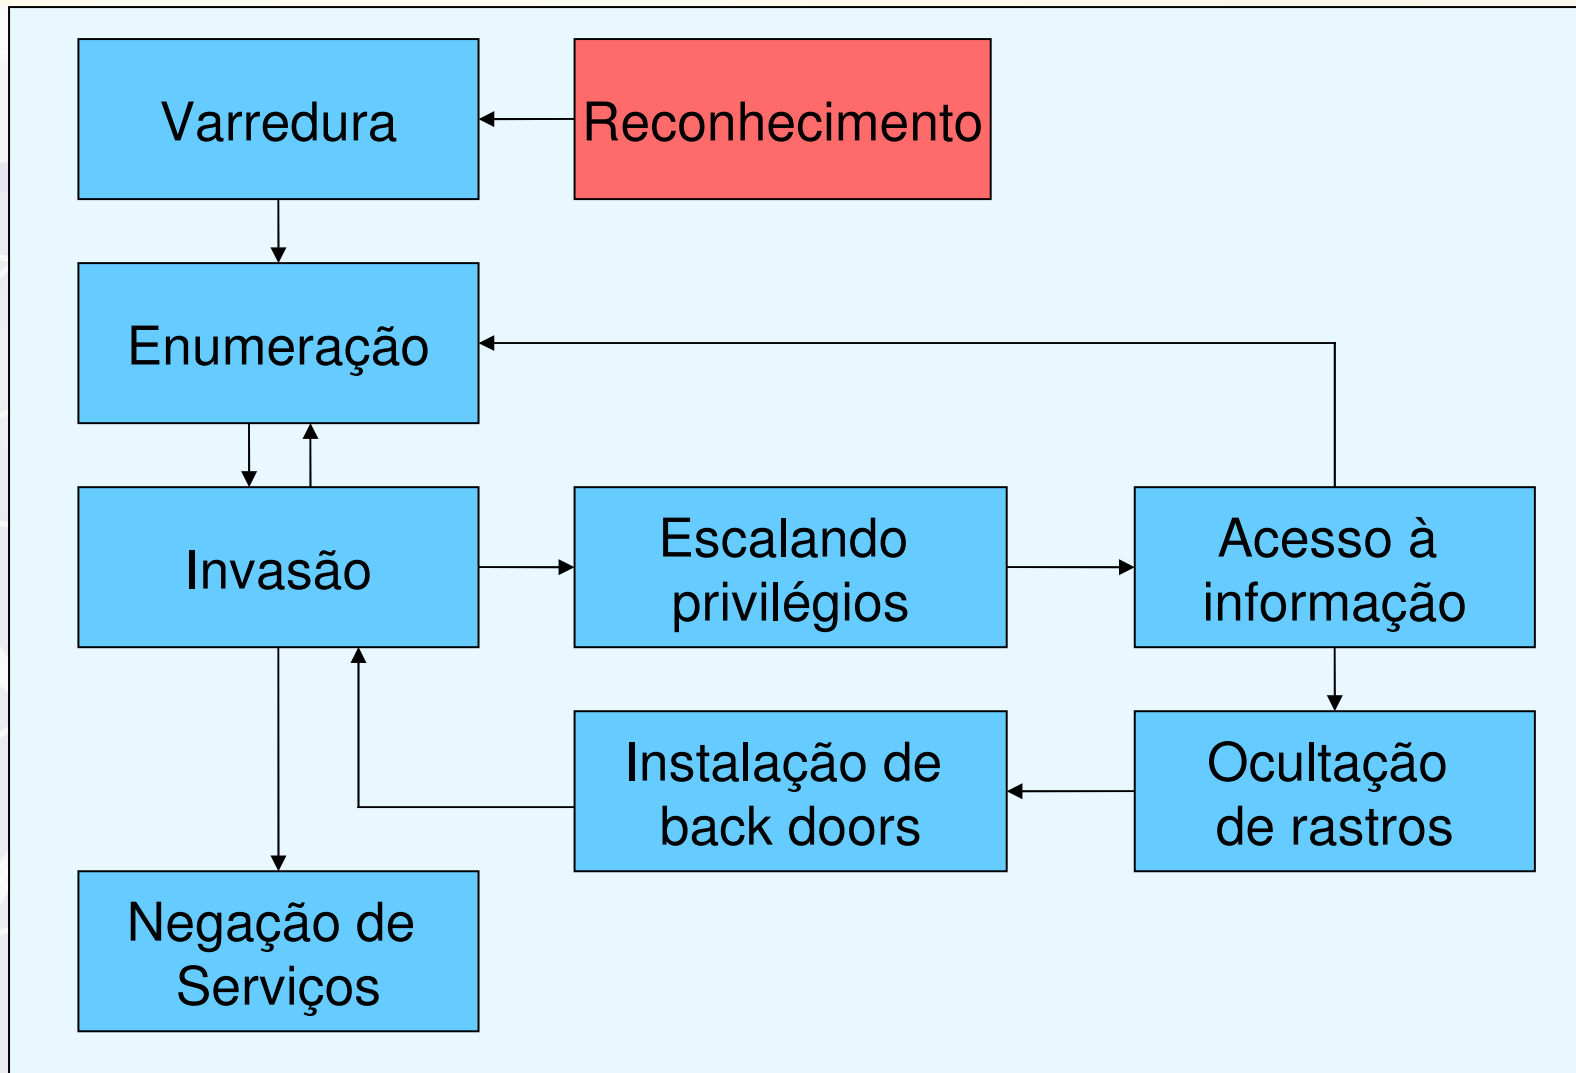 Varredura
Reconhecimento
Enumeração
Invasão
Escalando
privilégios
Acesso à
informação
Instalação de
back doors
Ocultação
de rastros
Negação de
Serviços